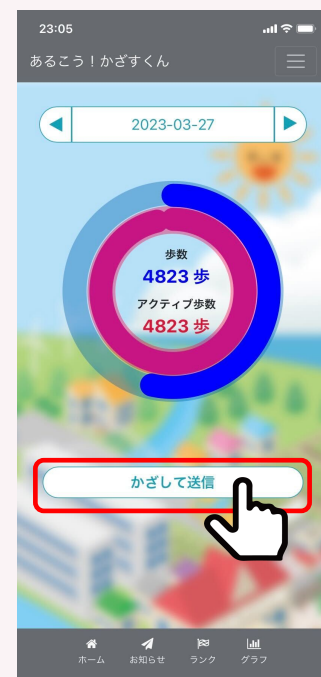 23:05
あるこう！かざすくん
2023-03-27
歩数
4823 歩
アクティブ歩数
4823 歩
かざして送信
ホーム
お知らせ
ランク
グラフ